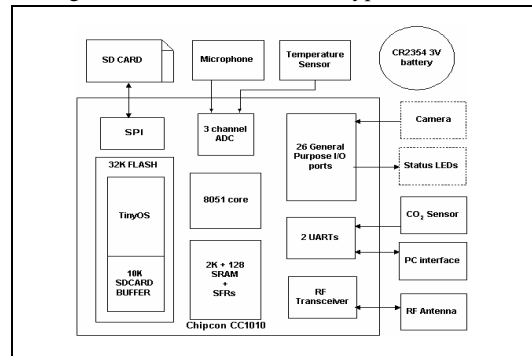 SD CARD
Microphone
Temperature
Sensor
CR2354 3V
battery
SPI
3 channel
ADC
26 General
Purpose I/O
ports
Camera
Status LEDs
32K FLASH
TinyOS
10K
SDCARD
BUFFER
8051 core
2K + 128
SRAM
+
SFRs
2 UARTs
CO2 Sensor
PC interface
RF
Transceiver
RF Antenna
Chipcon CC1010